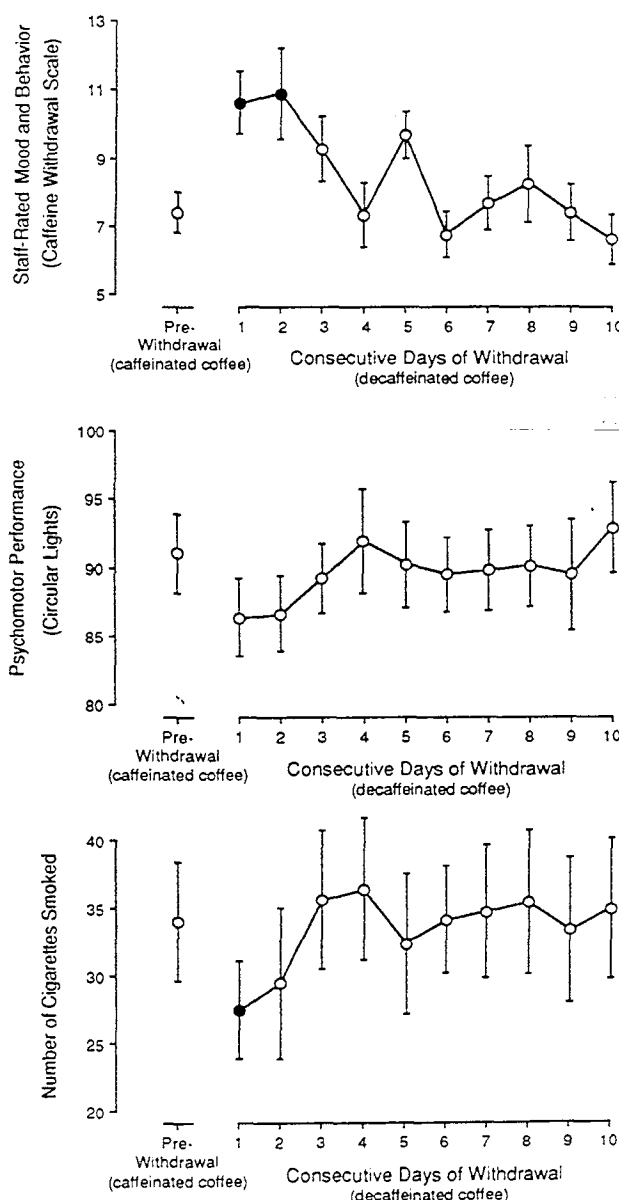 Staff-Rated Mood and Behavior
(Caffeine Withdrawal Scale)
13
11
9
7
5
Pre-
Withdrawal
(caffeinated coffee)
1 2 3 4 5 6 7 8 9 10
Consecutive Days of Withdrawal
(decaffeinated coffee)
Psychomotor Performance
(Circular Lights)
100
95
90
85
80
Pre-
Withdrawal
(caffeinated coffee)
1 2 3 4 5 6 7 8 9 10
Consecutive Days of Withdrawal
(decaffeinated coffee)
Number of Cigarettes Smoked
40
35
30
25
20
Pre-
Withdrawal
(caffeinated coffee)
1 2 3 4 5 6 7 8 9 10
Consecutive Days of Withdrawal
(decaffeinated coffee)